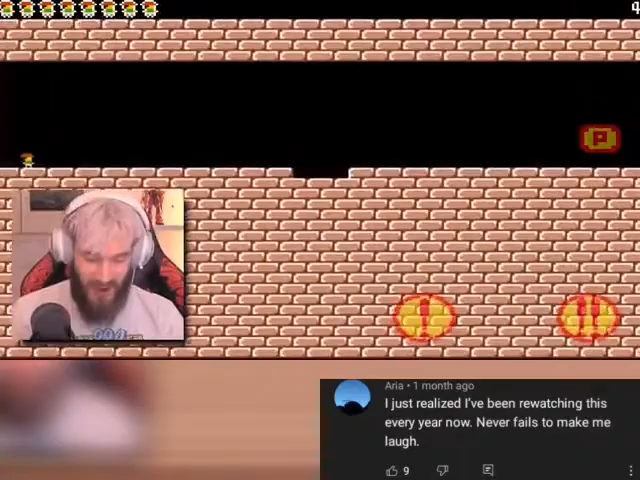 4
P
Aria • 1 month ago
I just realized I've been rewatching this
every year now. Never fails to make me
laugh.
9